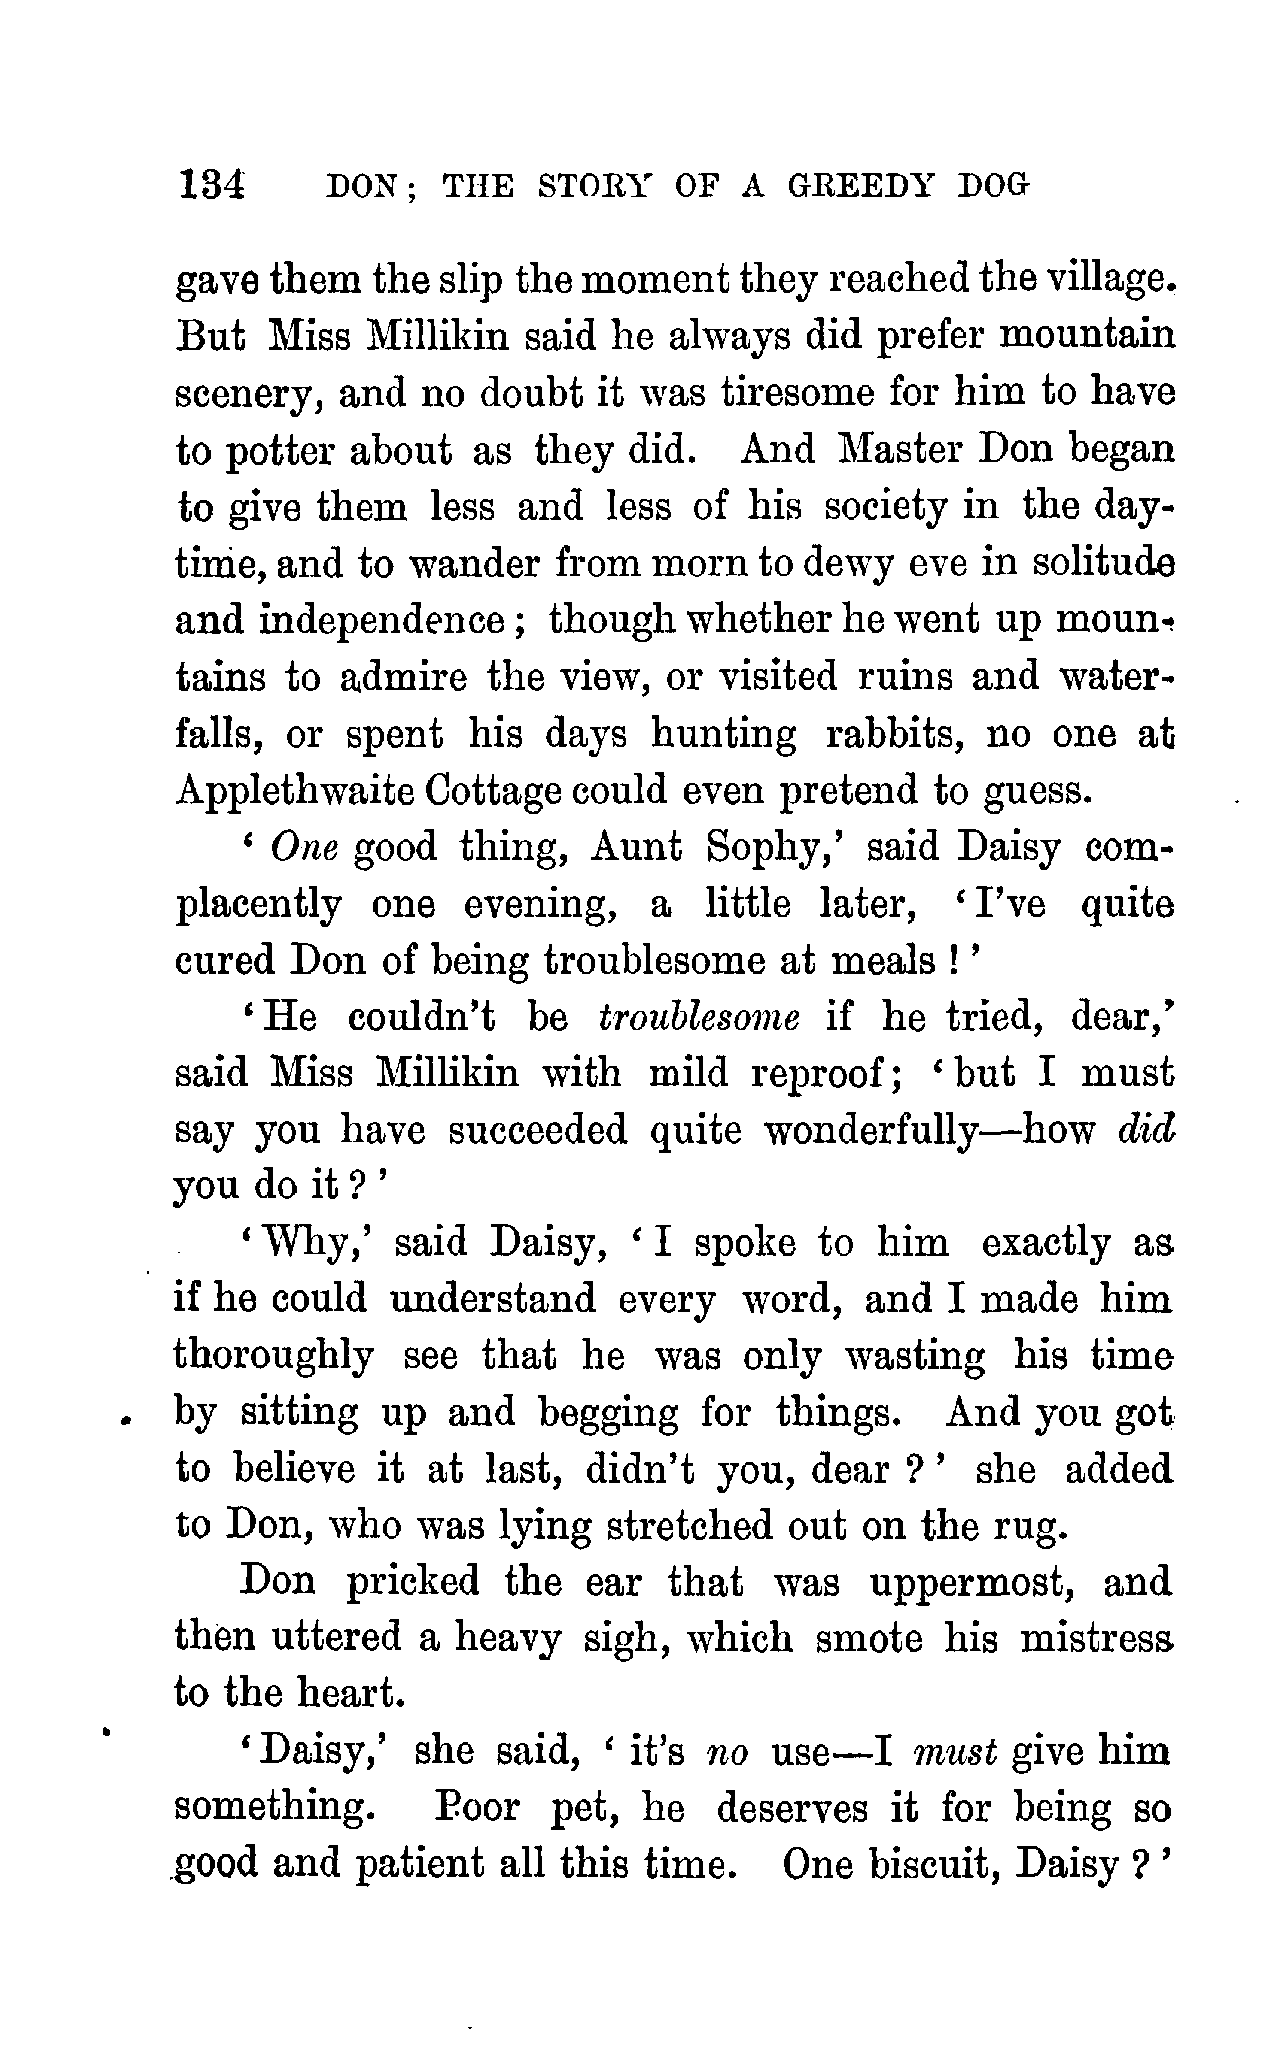 134 DON; THE STORY OF A GREEDY DOG
gave them the slip the moment they reached the village.
But Miss Millikin said he always did prefer mountain
scenery, and no doubt it was tiresome for him to have
to potter about as they did. And Master Don began
to give them less and less of his society in the day-
time, and to wander from morn to dewy eve in solitude
and independence; though whether he went up moun-
tains to admire the view, or visited ruins and water-
falls, or spent his days hunting rabbits, no one at
Applethwaite Cottage could even pretend to guess.
‘One good thing, Aunt Sophy,’ said Daisy com-
placently one evening, a little later, ‘I’ve quite
cured Don of being troublesome at meals!’
‘He couldn’t be troublesome if he tried, dear,’
said Miss Millikin with mild reproof; ‘but I must
say you have succeeded quite wonderfully—how did
you do it?’
‘Why,’ said Daisy, ‘I spoke to him exactly as
if he could understand every word, and I made him
thoroughly see that he was only wasting his time
by sitting up and begging for things. And you got
to believe it at last, didn’t you, dear?’ she added
to Don, who was lying stretched out on the rug.
Don pricked the ear that was uppermost, and
then uttered a heavy sigh, which smote his mistress
to the heart.
‘Daisy,’ she said, ‘it’s no use—I must give him
something. Poor pet, he deserves it for being so
good and patient all this time. One biscuit, Daisy?’